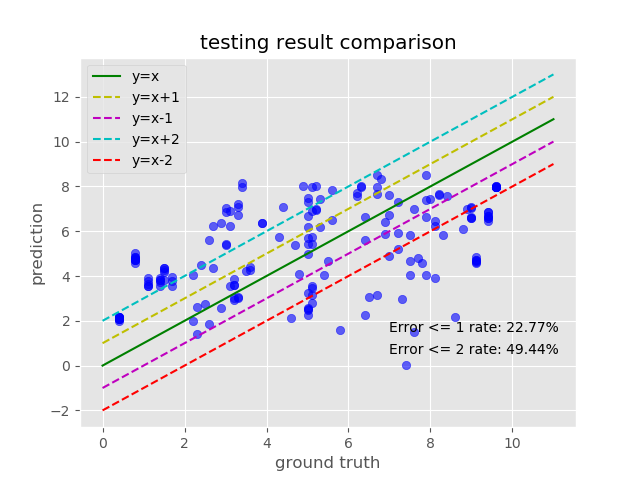 testing result comparison
y=x
y=x+1
y=x-1
y=x+2
y=x-2
12
10
8
6
4
2
0
−2
prediction
Error <= 1 rate: 22.77%
Error <= 2 rate: 49.44%
0
2
4
6
8
10
ground truth